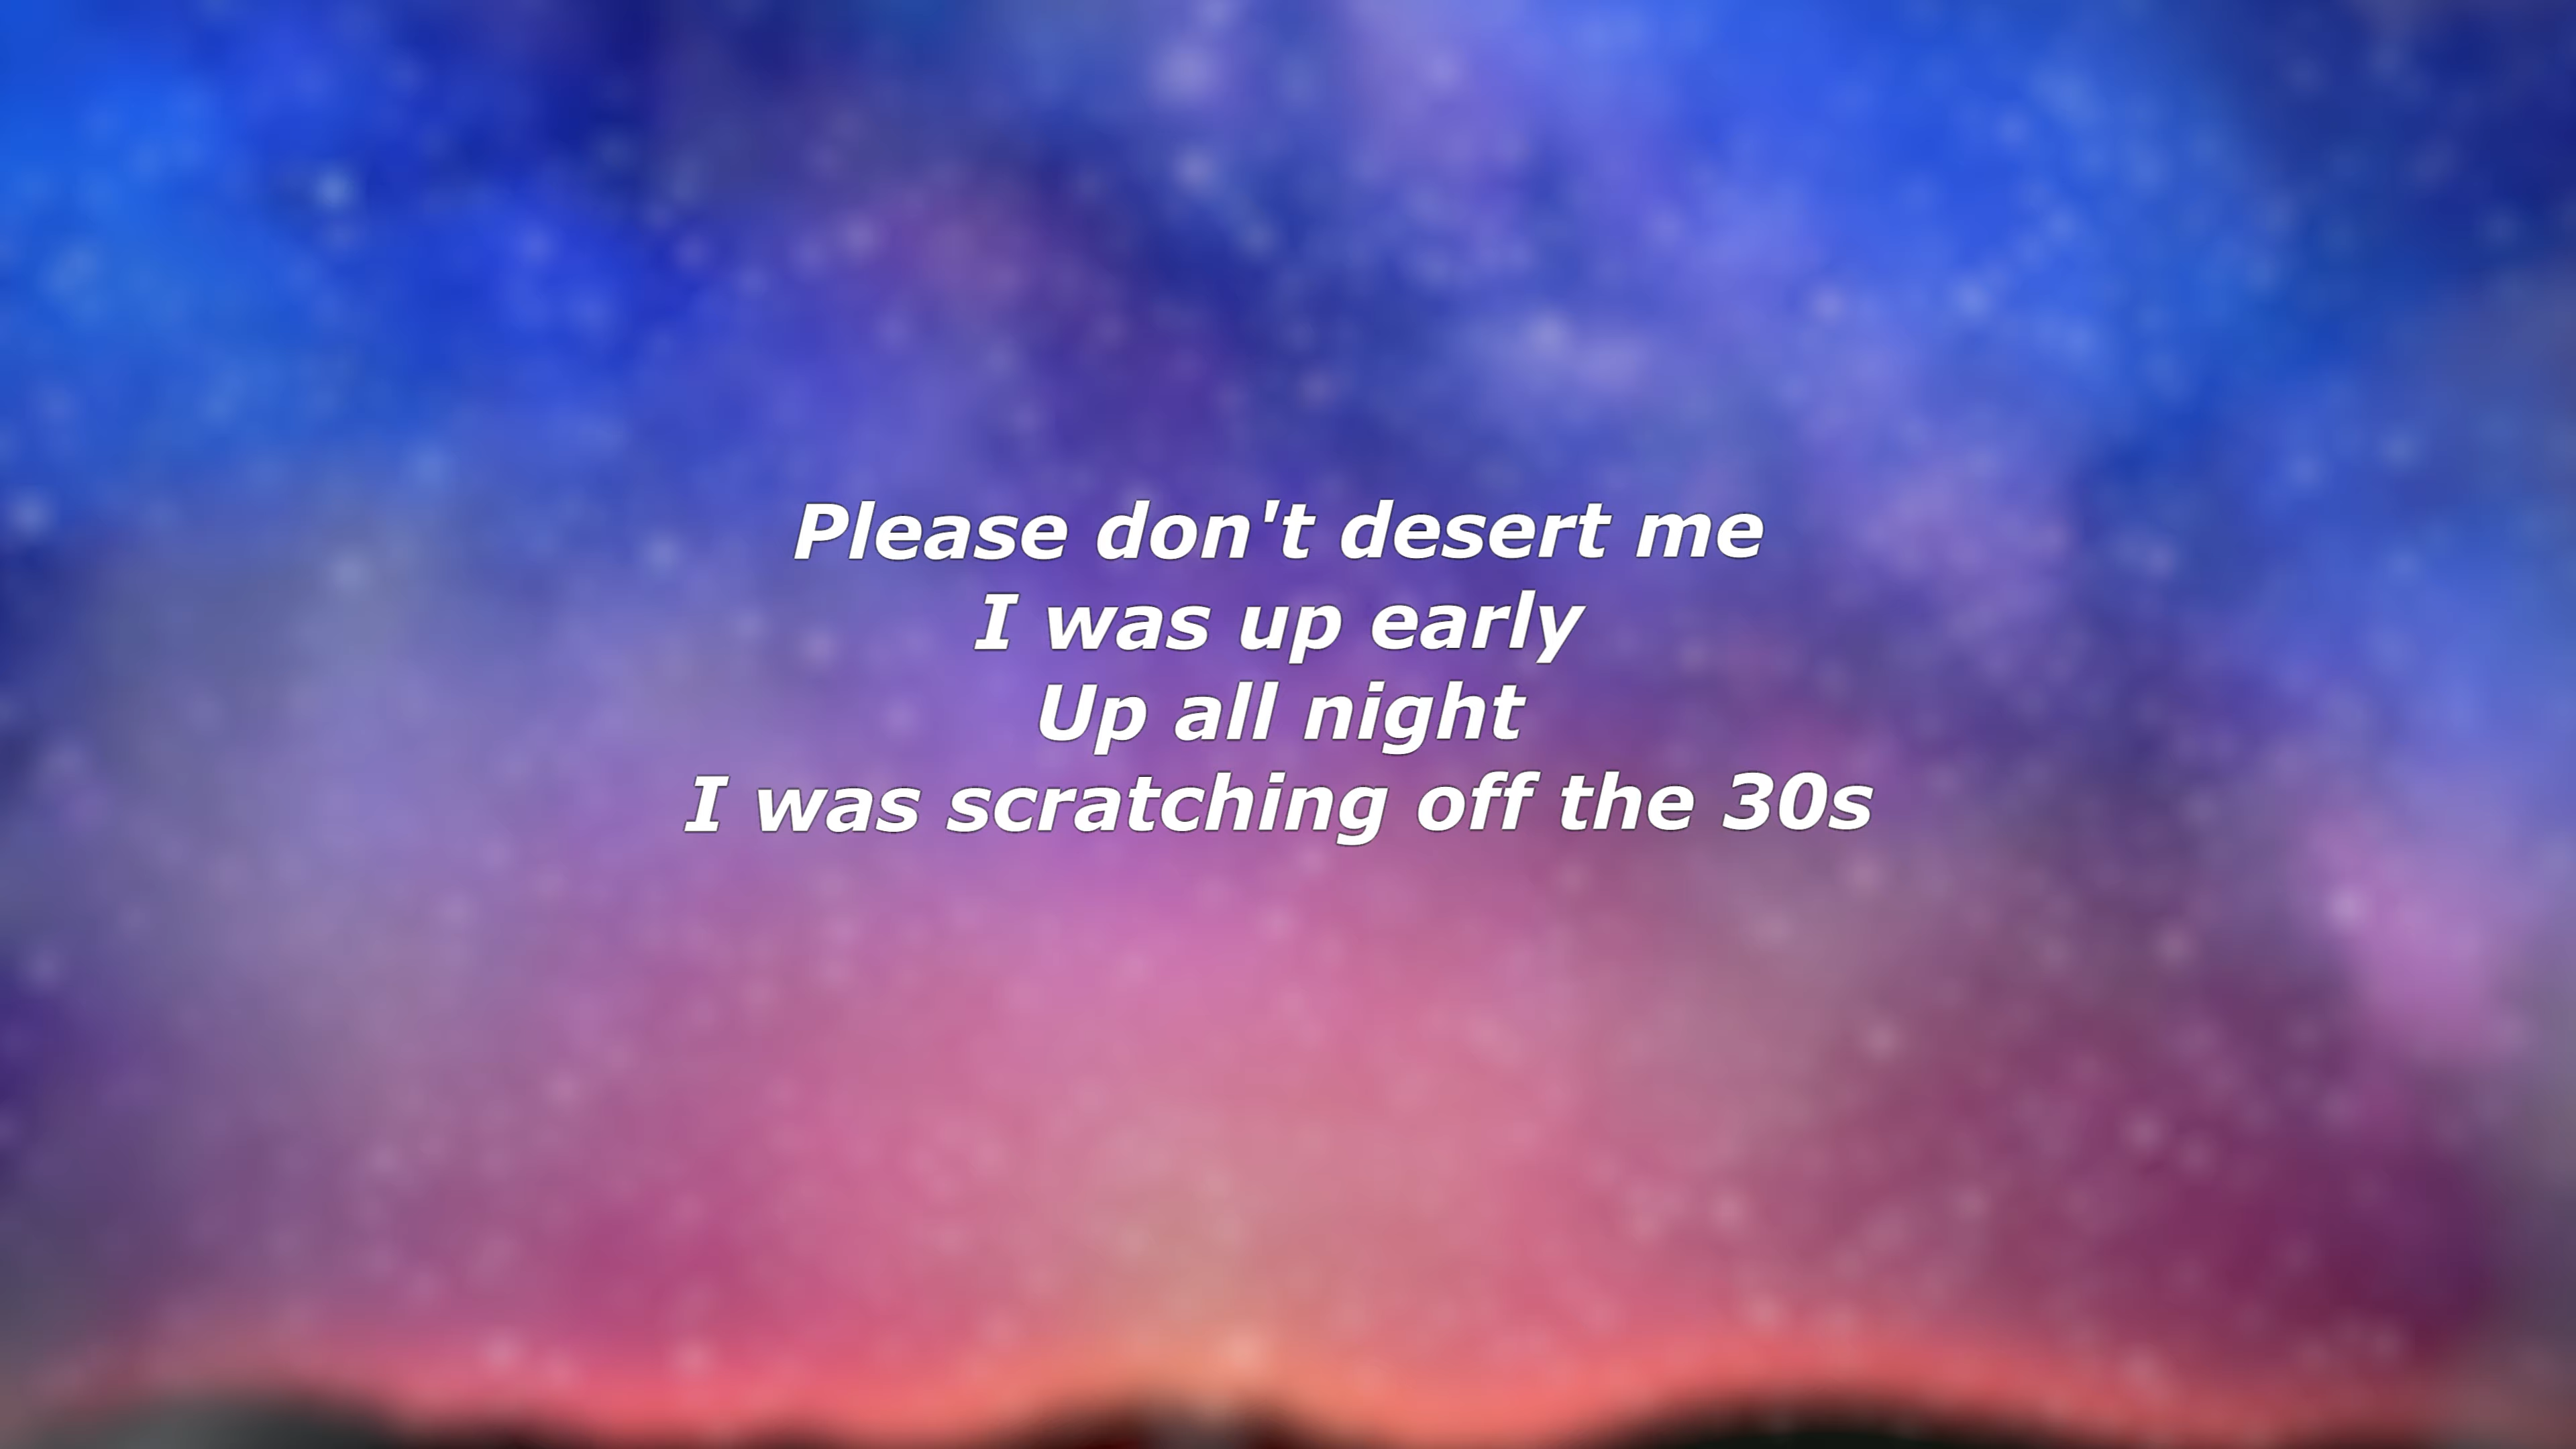 Please don't desert me
I was up early
Up all night
I was scratching off the 30s